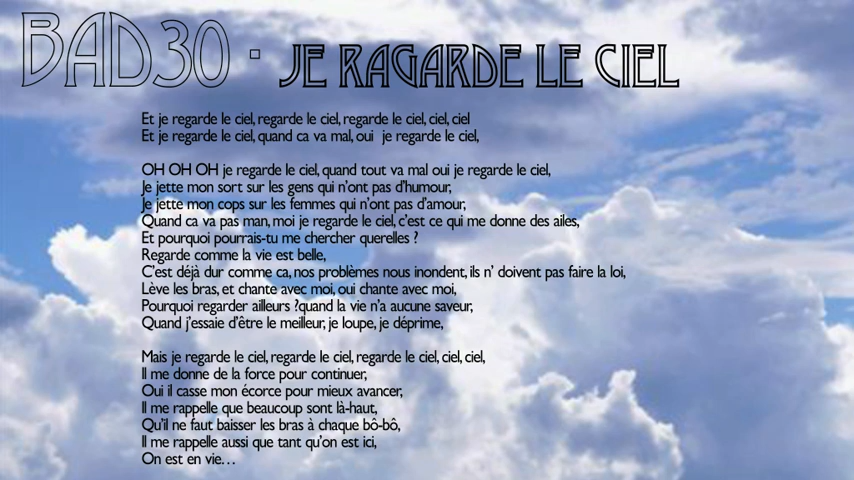 BAD30 · JE RAGARDE LE CIEL
Et je regarde le ciel, regarde le ciel, regarde le ciel, ciel, ciel
Et je regarde le ciel, quand ca va mal, oui je regarde le ciel,
OH OH OH je regarde le ciel, quand tout va mal oui je regarde le ciel,
Je jette mon sort sur les gens qui n'ont pas d'humour,
Je jette mon cops sur les femmes qui n'ont pas d'amour,
Quand ca va pas man, moi je regarde le ciel, c'est ce qui me donne des ailes,
Et pourquoi pourrais-tu me chercher querelles ?
Regarde comme la vie est belle,
C'est déjà dur comme ca, nos problèmes nous inondent, ils n' doivent pas faire la loi,
Lève les bras, et chante avec moi, oui chante avec moi,
Pourquoi regarder ailleurs ?quand la vie n'a aucune saveur,
Quand j'essaie d'être le meilleur, je loupe, je déprime,
Mais je regarde le ciel, regarde le ciel, regarde le ciel, ciel, ciel,
Il me donne de la force pour continuer,
Oui il casse mon écorce pour mieux avancer,
Il me rappelle que beaucoup sont là-haut,
Qu'il ne faut baisser les bras à chaque bô-bô,
Il me rappelle aussi que tant qu'on est ici,
On est en vie…